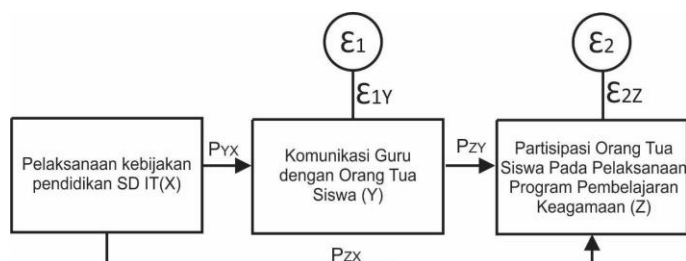 ε1
ε2
ε1Y
ε2Z
Pelaksanaan kebijakan
pendidikan SD IT(X)
PYX
Komunikasi Guru
dengan Orang Tua
Siswa (Y)
PZY
Partisipasi Orang Tua
Siswa Pada Pelaksanaan
Program Pembelajaran
Keagamaan (Z)
PZX